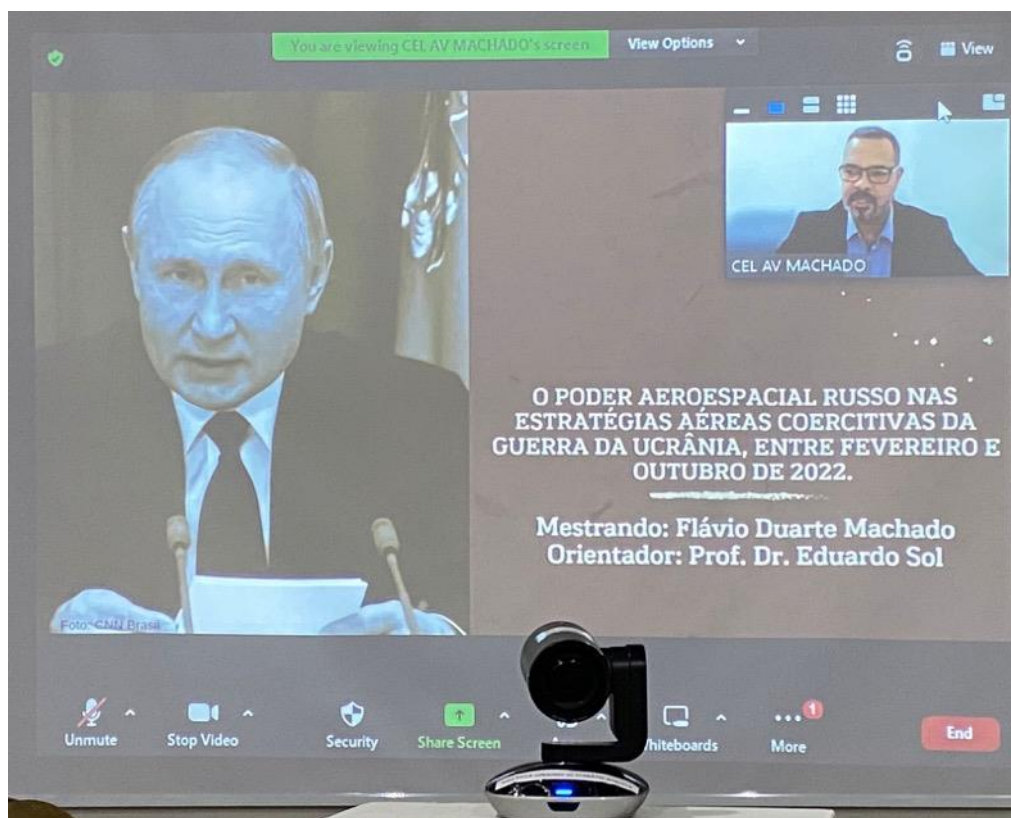 You are viewing CEL AV MACHADO's screen
View Options
View
CEL AV MACHADO
O PODER AEROESPACIAL RUSSO NAS
ESTRATÉGIAS AÉREAS COERCITIVAS DA
GUERRA DA UCRÂNIA, ENTRE FEVEREIRO E
OUTUBRO DE 2022.
Mestrando: Flávio Duarte Machado
Orientador: Prof. Dr. Eduardo Sol
Foto: CNN Brasil
1
Unmute
Stop Video
Security
Share Screen
More
End